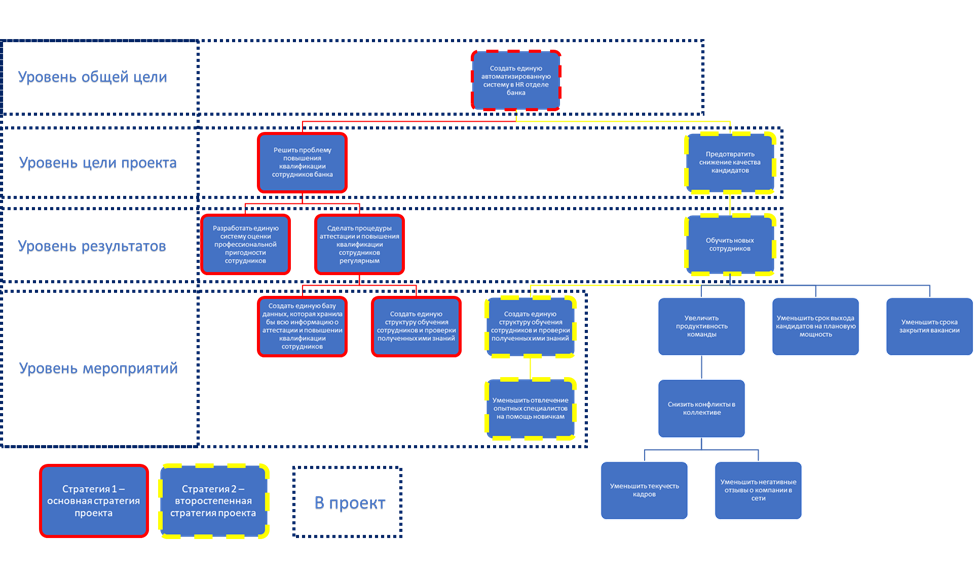 Уровень общей цели
Создать единую
автоматизированную
систему в HR отделе
банка
Уровень цели проекта
Решить проблему
повышения
квалификации
сотрудников банка
Предотвратить
снижение качества
кандидатов
Уровень результатов
Разработать единую
систему оценки
профессиональной
пригодности
сотрудников
Сделать процедуры
аттестации и повышения
квалификации
сотрудников
регулярным
Обучить новых
сотрудников
Уровень мероприятий
Создать единую базу
данных, которая хранила
бы всю информацию о
аттестации и повышении
квалификации
сотрудников
Создать единую
структуру обучения
сотрудников и проверки
полученных ими знаний
Создать единую
структуру обучения
сотрудников и проверки
полученных ими знаний
Увеличить
продуктивность
команды
Уменьшить срок выхода
кандидатов на плановую
мощность
Уменьшить срока
закрытия вакансии
Уменьшить отвлечение
опытных специалистов
на помощь новичкам
Снизить конфликты в
коллективе
Уменьшить текучесть
кадров
Уменьшить негативные
отзывы о компании в
сети
Стратегия 1 –
основная стратегия
проекта
Стратегия 2 –
второстепенная
стратегия проекта
В проект